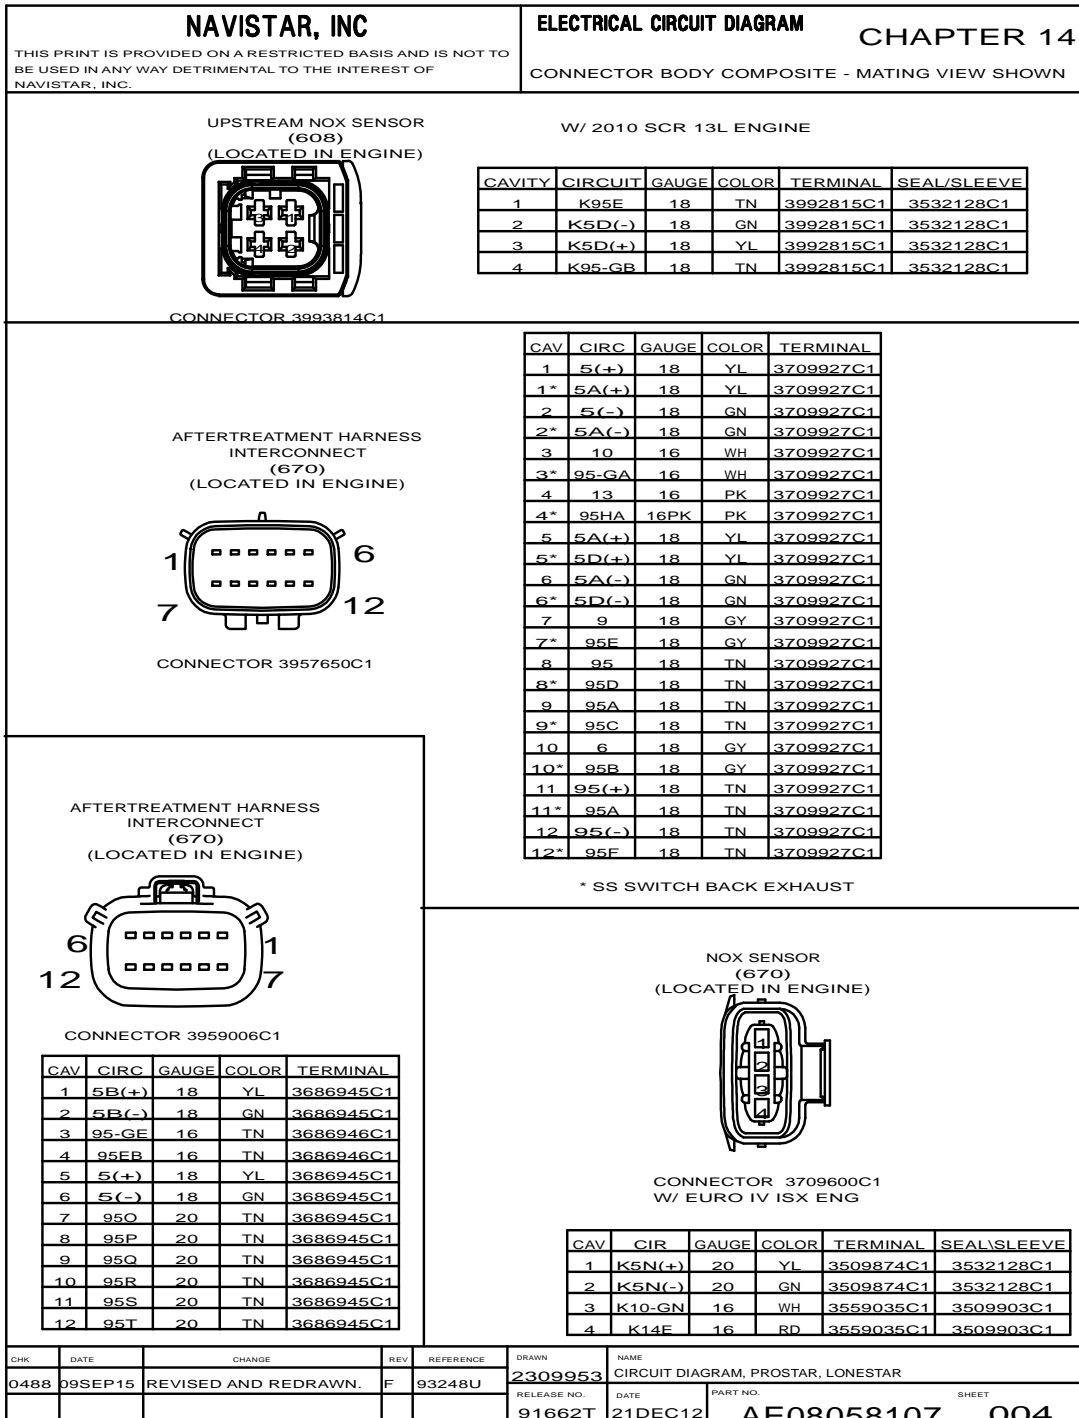 NAVISTAR, INC
THIS PRINT IS PROVIDED ON A RESTRICTED BASIS AND IS NOT TO
BE USED IN ANY WAY DETRIMENTAL TO THE INTEREST OF
NAVISTAR, INC.
ELECTRICAL CIRCUIT DIAGRAM
CHAPTER 14
CONNECTOR BODY COMPOSITE - MATING VIEW SHOWN
UPSTREAM NOX SENSOR
(608)
(LOCATED IN ENGINE)
3 1
4 2
CONNECTOR 3993814C1
W/ 2010 SCR 13L ENGINE
CAVITY CIRCUIT GAUGE COLOR TERMINAL SEAL/SLEEVE
1 K95E 18 TN 3992815C1 3532128C1
2 K5D(-) 18 GN 3992815C1 3532128C1
3 K5D(+) 18 YL 3992815C1 3532128C1
4 K95-GB 18 TN 3992815C1 3532128C1
AFTERTREATMENT HARNESS
INTERCONNECT
(670)
(LOCATED IN ENGINE)
1 6
7 12
CONNECTOR 3957650C1
CAV CIRC GAUGE COLOR TERMINAL
1 5(+) 18 YL 3709927C1
1* 5A(+) 18 YL 3709927C1
2 5(-) 18 GN 3709927C1
2* 5A(-) 18 GN 3709927C1
3 10 16 WH 3709927C1
3* 95-GA 16 WH 3709927C1
4 13 16 PK 3709927C1
4* 95HA 16PK PK 3709927C1
5 5A(+) 18 YL 3709927C1
5* 5D(+) 18 YL 3709927C1
6 5A(-) 18 GN 3709927C1
6* 5D(-) 18 GN 3709927C1
7 9 18 GY 3709927C1
7* 95E 18 GY 3709927C1
8 95 18 TN 3709927C1
8* 95D 18 TN 3709927C1
9 95A 18 TN 3709927C1
9* 95C 18 TN 3709927C1
10 6 18 GY 3709927C1
10* 95B 18 GY 3709927C1
11 95(+) 18 TN 3709927C1
11* 95A 18 TN 3709927C1
12 95(-) 18 TN 3709927C1
12* 95F 18 TN 3709927C1
* SS SWITCH BACK EXHAUST
AFTERTREATMENT HARNESS
INTERCONNECT
(670)
(LOCATED IN ENGINE)
6 1
12 7
CONNECTOR 3959006C1
CAV CIRC GAUGE COLOR TERMINAL
1 5B(+) 18 YL 3686945C1
2 5B(-) 18 GN 3686945C1
3 95-GE 16 TN 3686946C1
4 95EB 16 TN 3686946C1
5 5(+) 18 YL 3686945C1
6 5(-) 18 GN 3686945C1
7 95O 20 TN 3686945C1
8 95P 20 TN 3686945C1
9 95Q 20 TN 3686945C1
10 95R 20 TN 3686945C1
11 95S 20 TN 3686945C1
12 95T 20 TN 3686945C1
NOX SENSOR
(670)
(LOCATED IN ENGINE)
1
2
3
4
CONNECTOR 3709600C1
W/ EURO IV ISX ENG
CAV CIR GAUGE COLOR TERMINAL SEAL\SLEEVE
1 K5N(+) 20 YL 3509874C1 3532128C1
2 K5N(-) 20 GN 3509874C1 3532128C1
3 K10-GN 16 WH 3559035C1 3509903C1
4 K14E 16 RD 3559035C1 3509903C1
CHK DATE CHANGE REV REFERENCE
0488 09SEP15 REVISED AND REDRAWN. F 93248U
DRAWN NAME
2309953 CIRCUIT DIAGRAM, PROSTAR, LONESTAR
RELEASE NO. DATE PART NO. SHEET
91662T 21DEC12 AE08058107 004